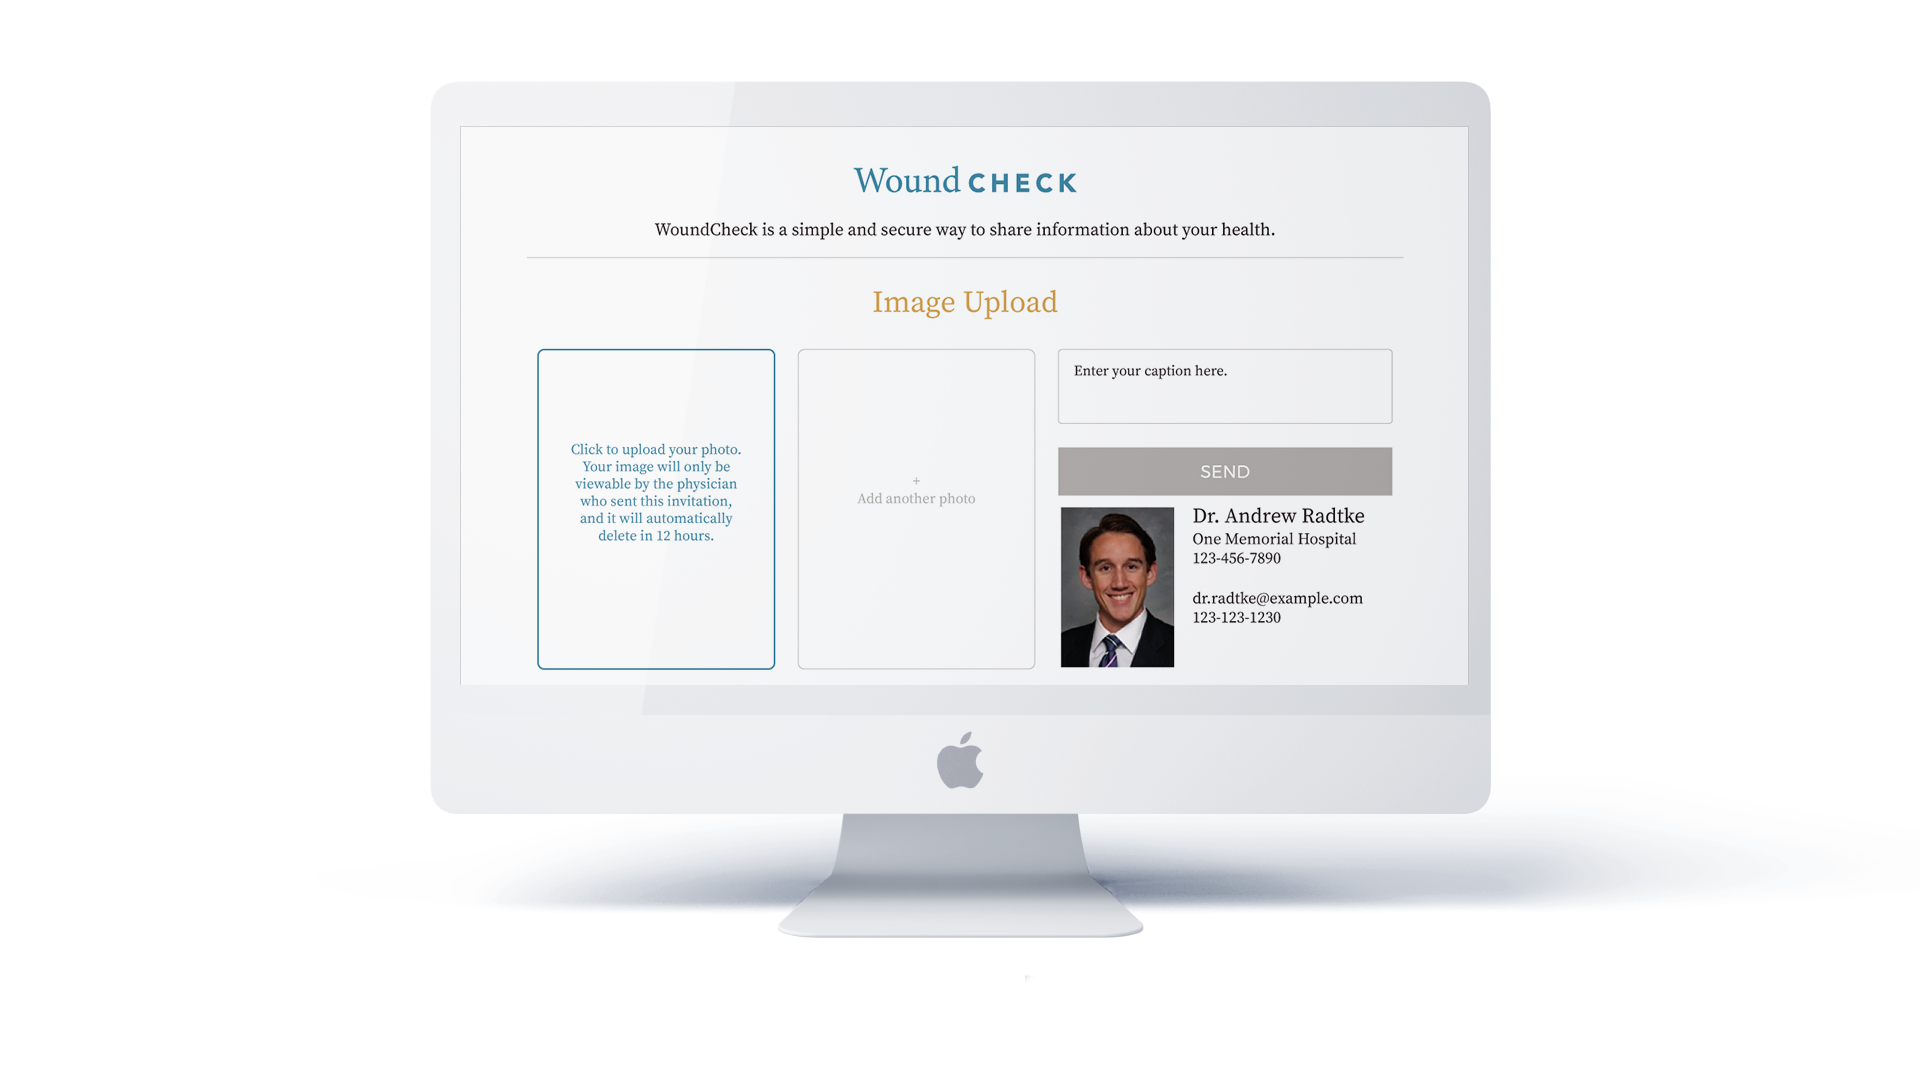 Wound CHECK
WoundCheck is a simple and secure way to share information about your health.
Image Upload
Click to upload your photo.
Your image will only be
viewable by the physician
who sent this invitation,
and it will automatically
delete in 12 hours.
+
Add another photo
Enter your caption here.
SEND
Dr. Andrew Radtke
One Memorial Hospital
123-456-7890
dr.radtke@example.com
123-123-1230